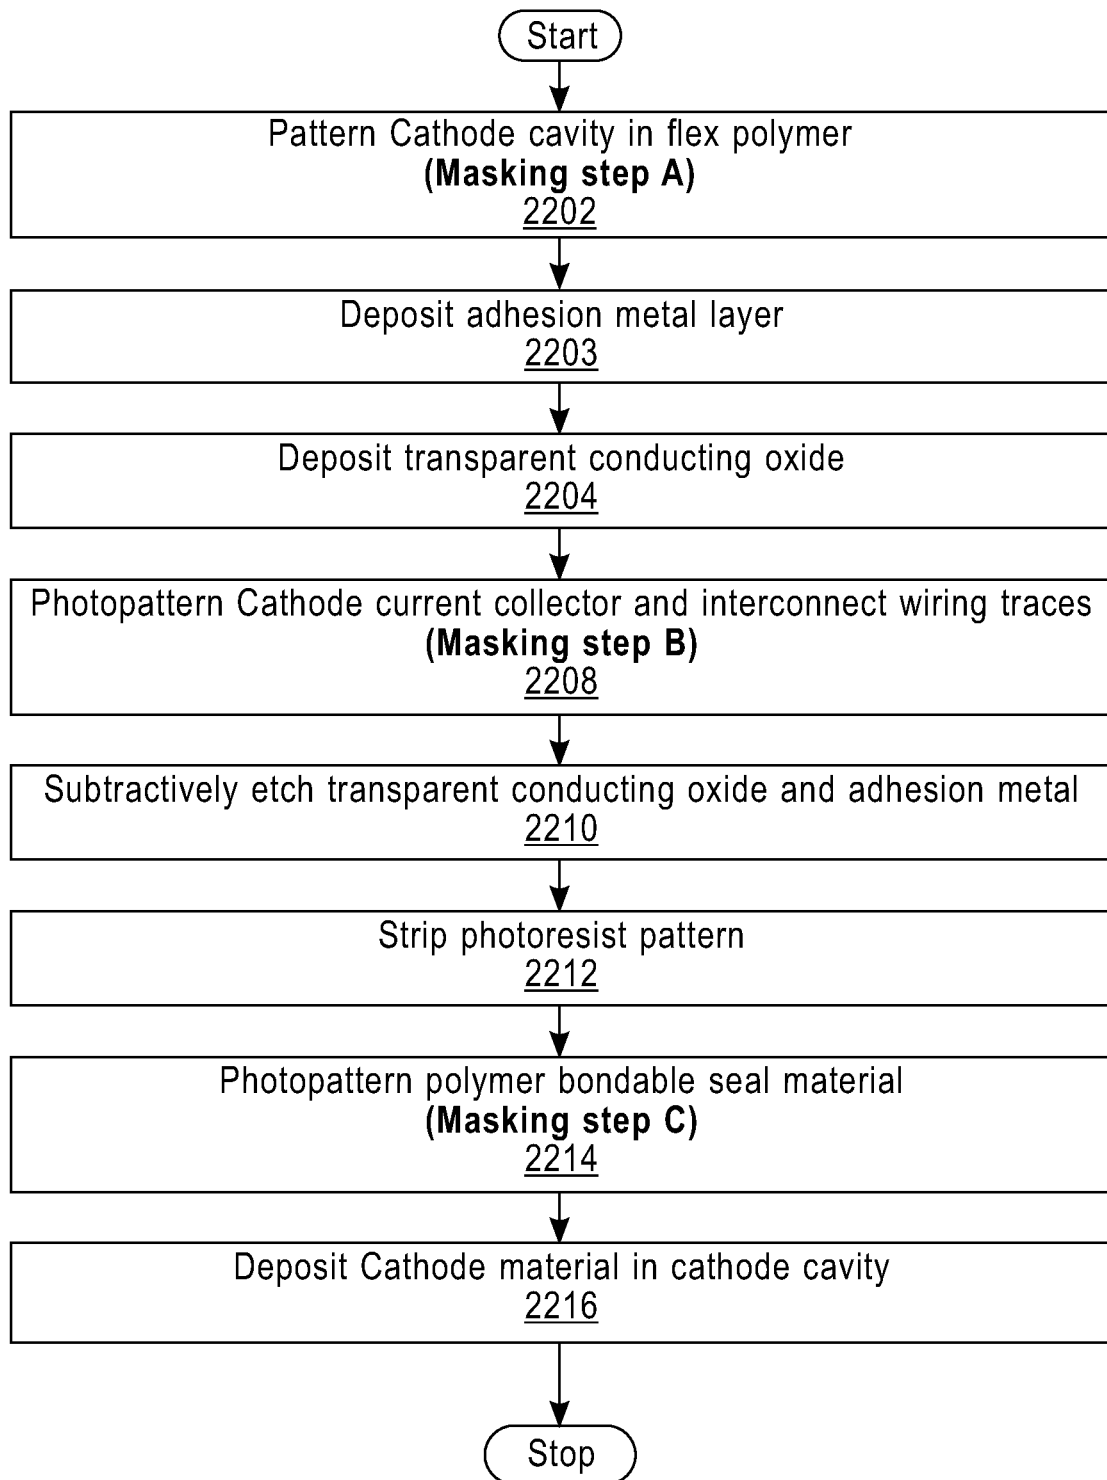 Start
Pattern Cathode cavity in flex polymer
(Masking step A)
2202
Deposit adhesion metal layer
2203
Deposit transparent conducting oxide
2204
Photopattern Cathode current collector and interconnect wiring traces
(Masking step B)
2208
Subtractively etch transparent conducting oxide and adhesion metal
2210
Strip photoresist pattern
2212
Photopattern polymer bondable seal material
(Masking step C)
2214
Deposit Cathode material in cathode cavity
2216
Stop